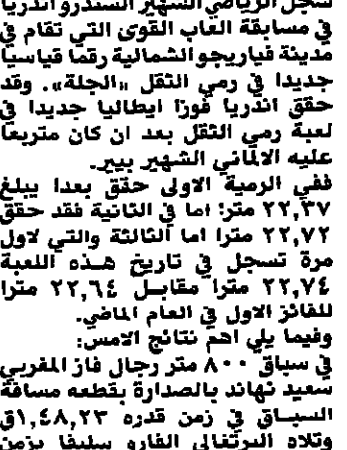 سجل الرياضي الشهير السندرو اندريا
في مسابقة العاب القوى التي تقام في
مدينة فياريجو الشمالية رقما قياسيا
جديدا في رمي الثقل «الجلة». وقد
حقق اندريا فوزا ايطاليا جديدا في
لعبة رمي الثقل بعد ان كان متربعا
عليه الالماني الشهير بيير.
ففي الرمية الاولى حقق بعدا يبلغ
٢٢,٣٧ متر؛ اما في الثانية فقد حقق
٢٢,٧٢ مترا اما الثالثة والتي لاول
مرة تسجل في تاريخ هذه اللعبة
٢٢,٧٤ مترا مقابل ٢٢,٦٤ مترا
للفائز الاول في العام الماضي.
وفيما يلي اهم نتائج الامس:
في سباق ٨٠٠ متر رجال فاز المغربي
سعيد نهاند بالصدارة بقطعه مسافة
السباق في زمن قدره ١,٤٨,٢٣ق
وتلاه البرتغالي الفارو سليفا بزمن